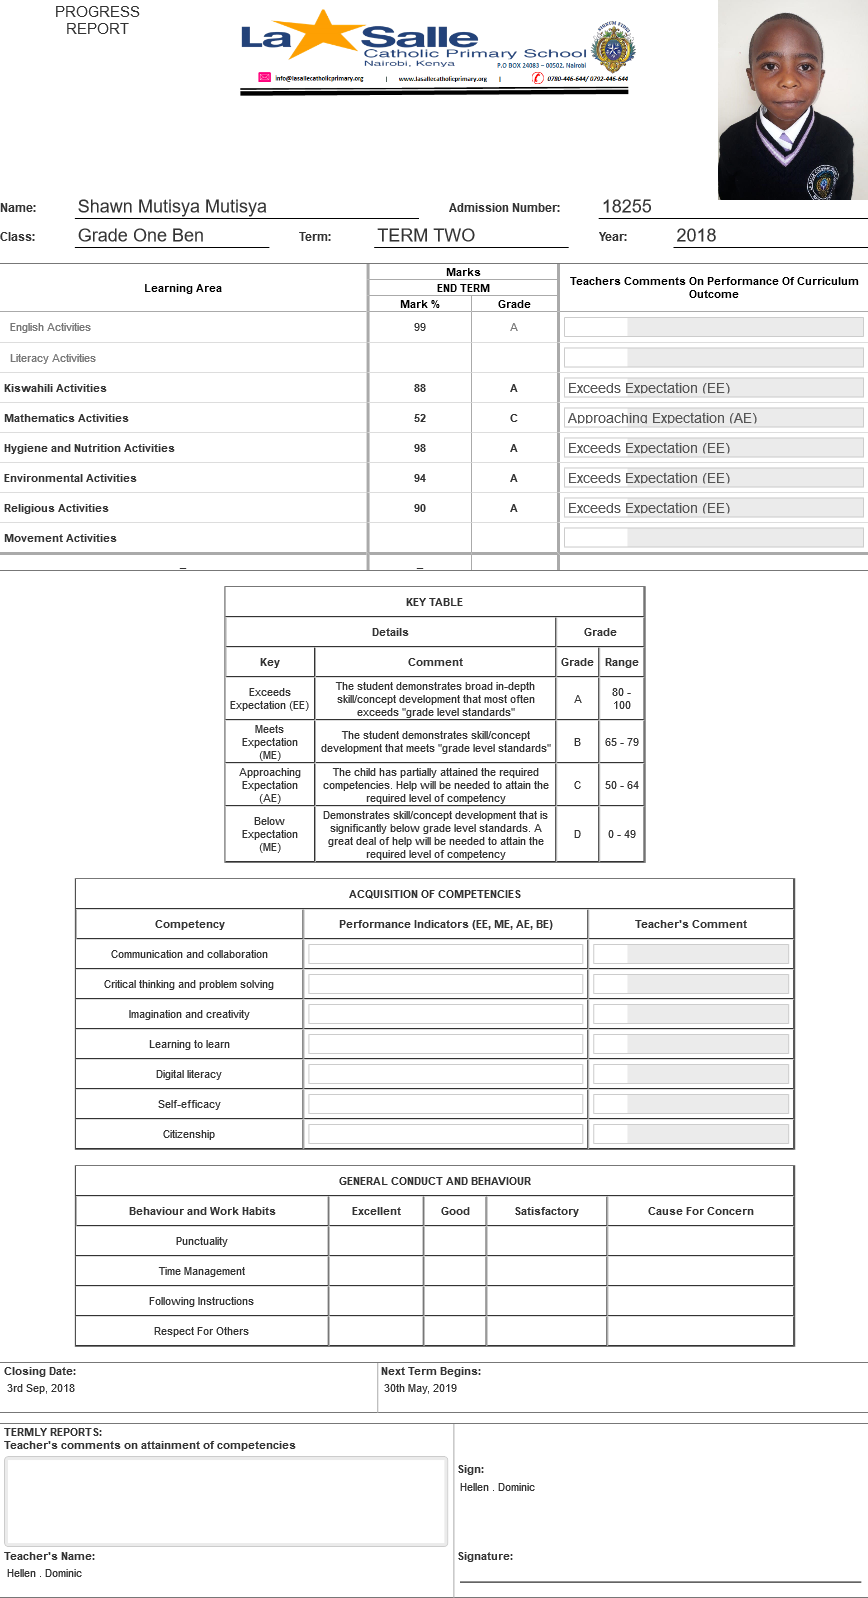 PROGRESS
REPORT
La Salle
Catholic Primary School
Nairobi, Kenya
P.O BOX 24083 – 00502, Nairobi
info@lasallecatholicprimary.org | www.lasallecatholicprimary.org | 0780-446-644/ 0792-446-644
Name: Shawn Mutisya Mutisya Admission Number: 18255
Class: Grade One Ben Term: TERM TWO Year: 2018
Learning Area Marks Teachers Comments On Performance Of Curriculum Outcome
END TERM
Mark % Grade
English Activities 99 A
Literacy Activities
Kiswahili Activities 88 A Exceeds Expectation (EE)
Mathematics Activities 52 C Approaching Expectation (AE)
Hygiene and Nutrition Activities 98 A Exceeds Expectation (EE)
Environmental Activities 94 A Exceeds Expectation (EE)
Religious Activities 90 A Exceeds Expectation (EE)
Movement Activities
_ _
KEY TABLE
Details Grade
Key Comment Grade Range
Exceeds Expectation (EE) The student demonstrates broad in-depth skill/concept development that most often exceeds "grade level standards" A 80 - 100
Meets Expectation (ME) The student demonstrates skill/concept development that meets "grade level standards" B 65 - 79
Approaching Expectation (AE) The child has partially attained the required competencies. Help will be needed to attain the required level of competency C 50 - 64
Below Expectation (ME) Demonstrates skill/concept development that is significantly below grade level standards. A great deal of help will be needed to attain the required level of competency D 0 - 49
ACQUISITION OF COMPETENCIES
Competency Performance Indicators (EE, ME, AE, BE) Teacher's Comment
Communication and collaboration
Critical thinking and problem solving
Imagination and creativity
Learning to learn
Digital literacy
Self-efficacy
Citizenship
GENERAL CONDUCT AND BEHAVIOUR
Behaviour and Work Habits Excellent Good Satisfactory Cause For Concern
Punctuality
Time Management
Following Instructions
Respect For Others
Closing Date: Next Term Begins:
3rd Sep, 2018 30th May, 2019
TERMLY REPORTS:
Teacher's comments on attainment of competencies
Sign:
Hellen . Dominic
Teacher's Name: Signature:
Hellen . Dominic